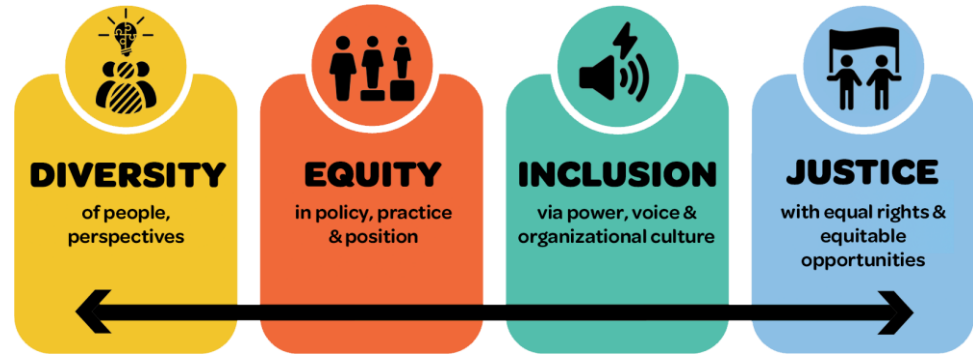 DIVERSITY
of people,
perspectives
EQUITY
in policy, practice
& position
INCLUSION
via power, voice &
organizational culture
JUSTICE
with equal rights &
equitable
opportunities